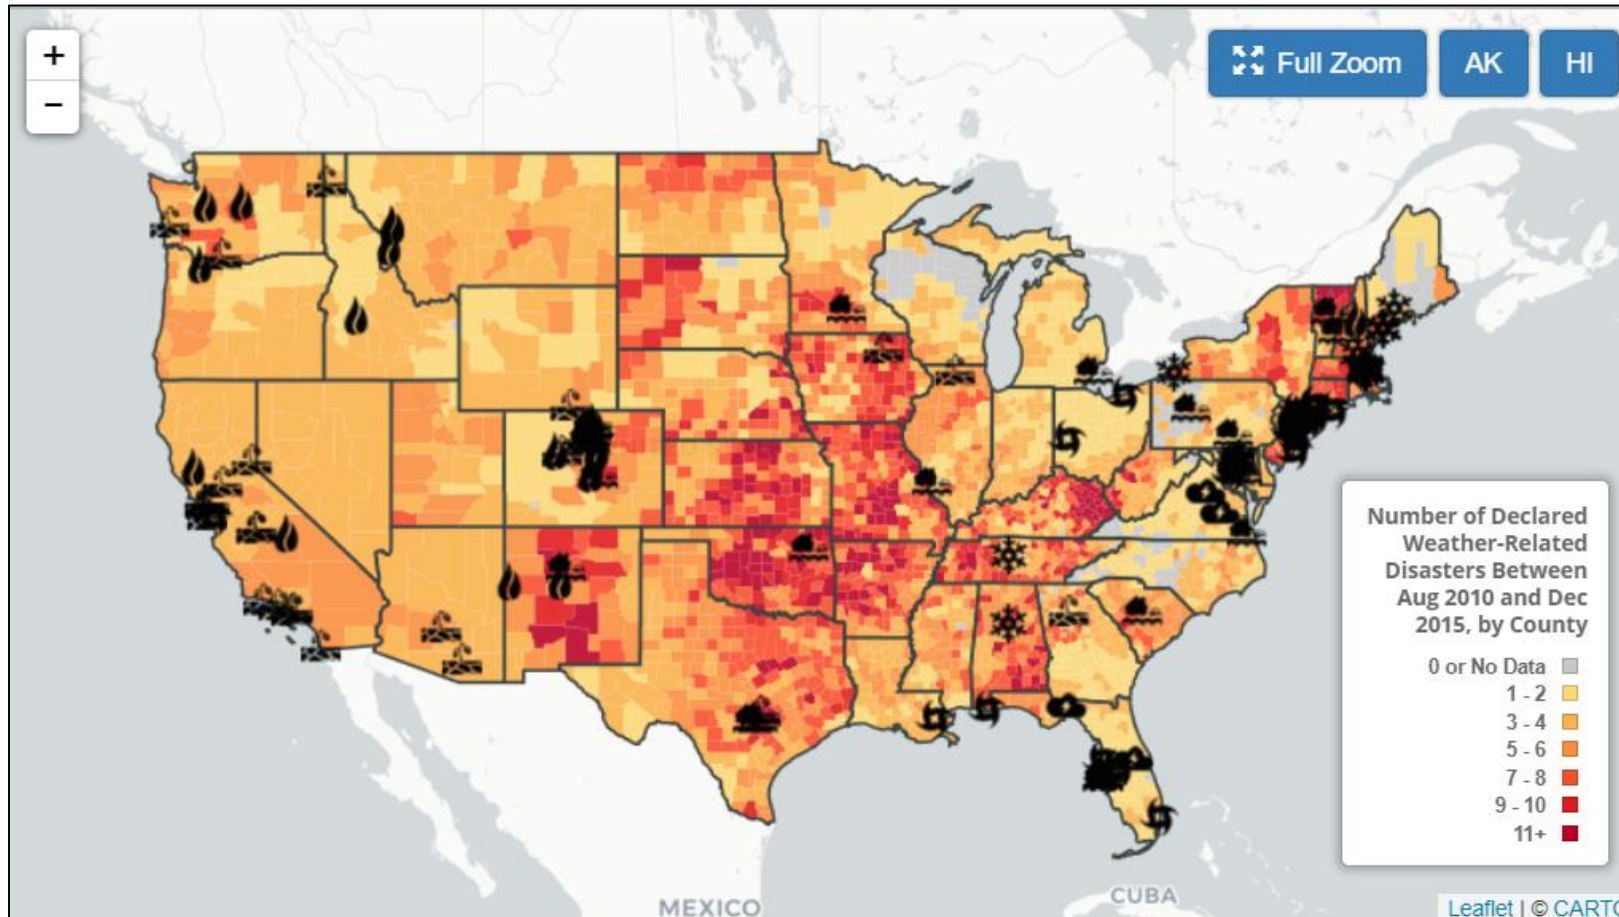 +
−
Full Zoom
AK
HI
Number of Declared
Weather-Related
Disasters Between
Aug 2010 and Dec
2015, by County
0 or No Data
1 - 2
3 - 4
5 - 6
7 - 8
9 - 10
11+
MEXICO
CUBA
Leaflet | © CARTO